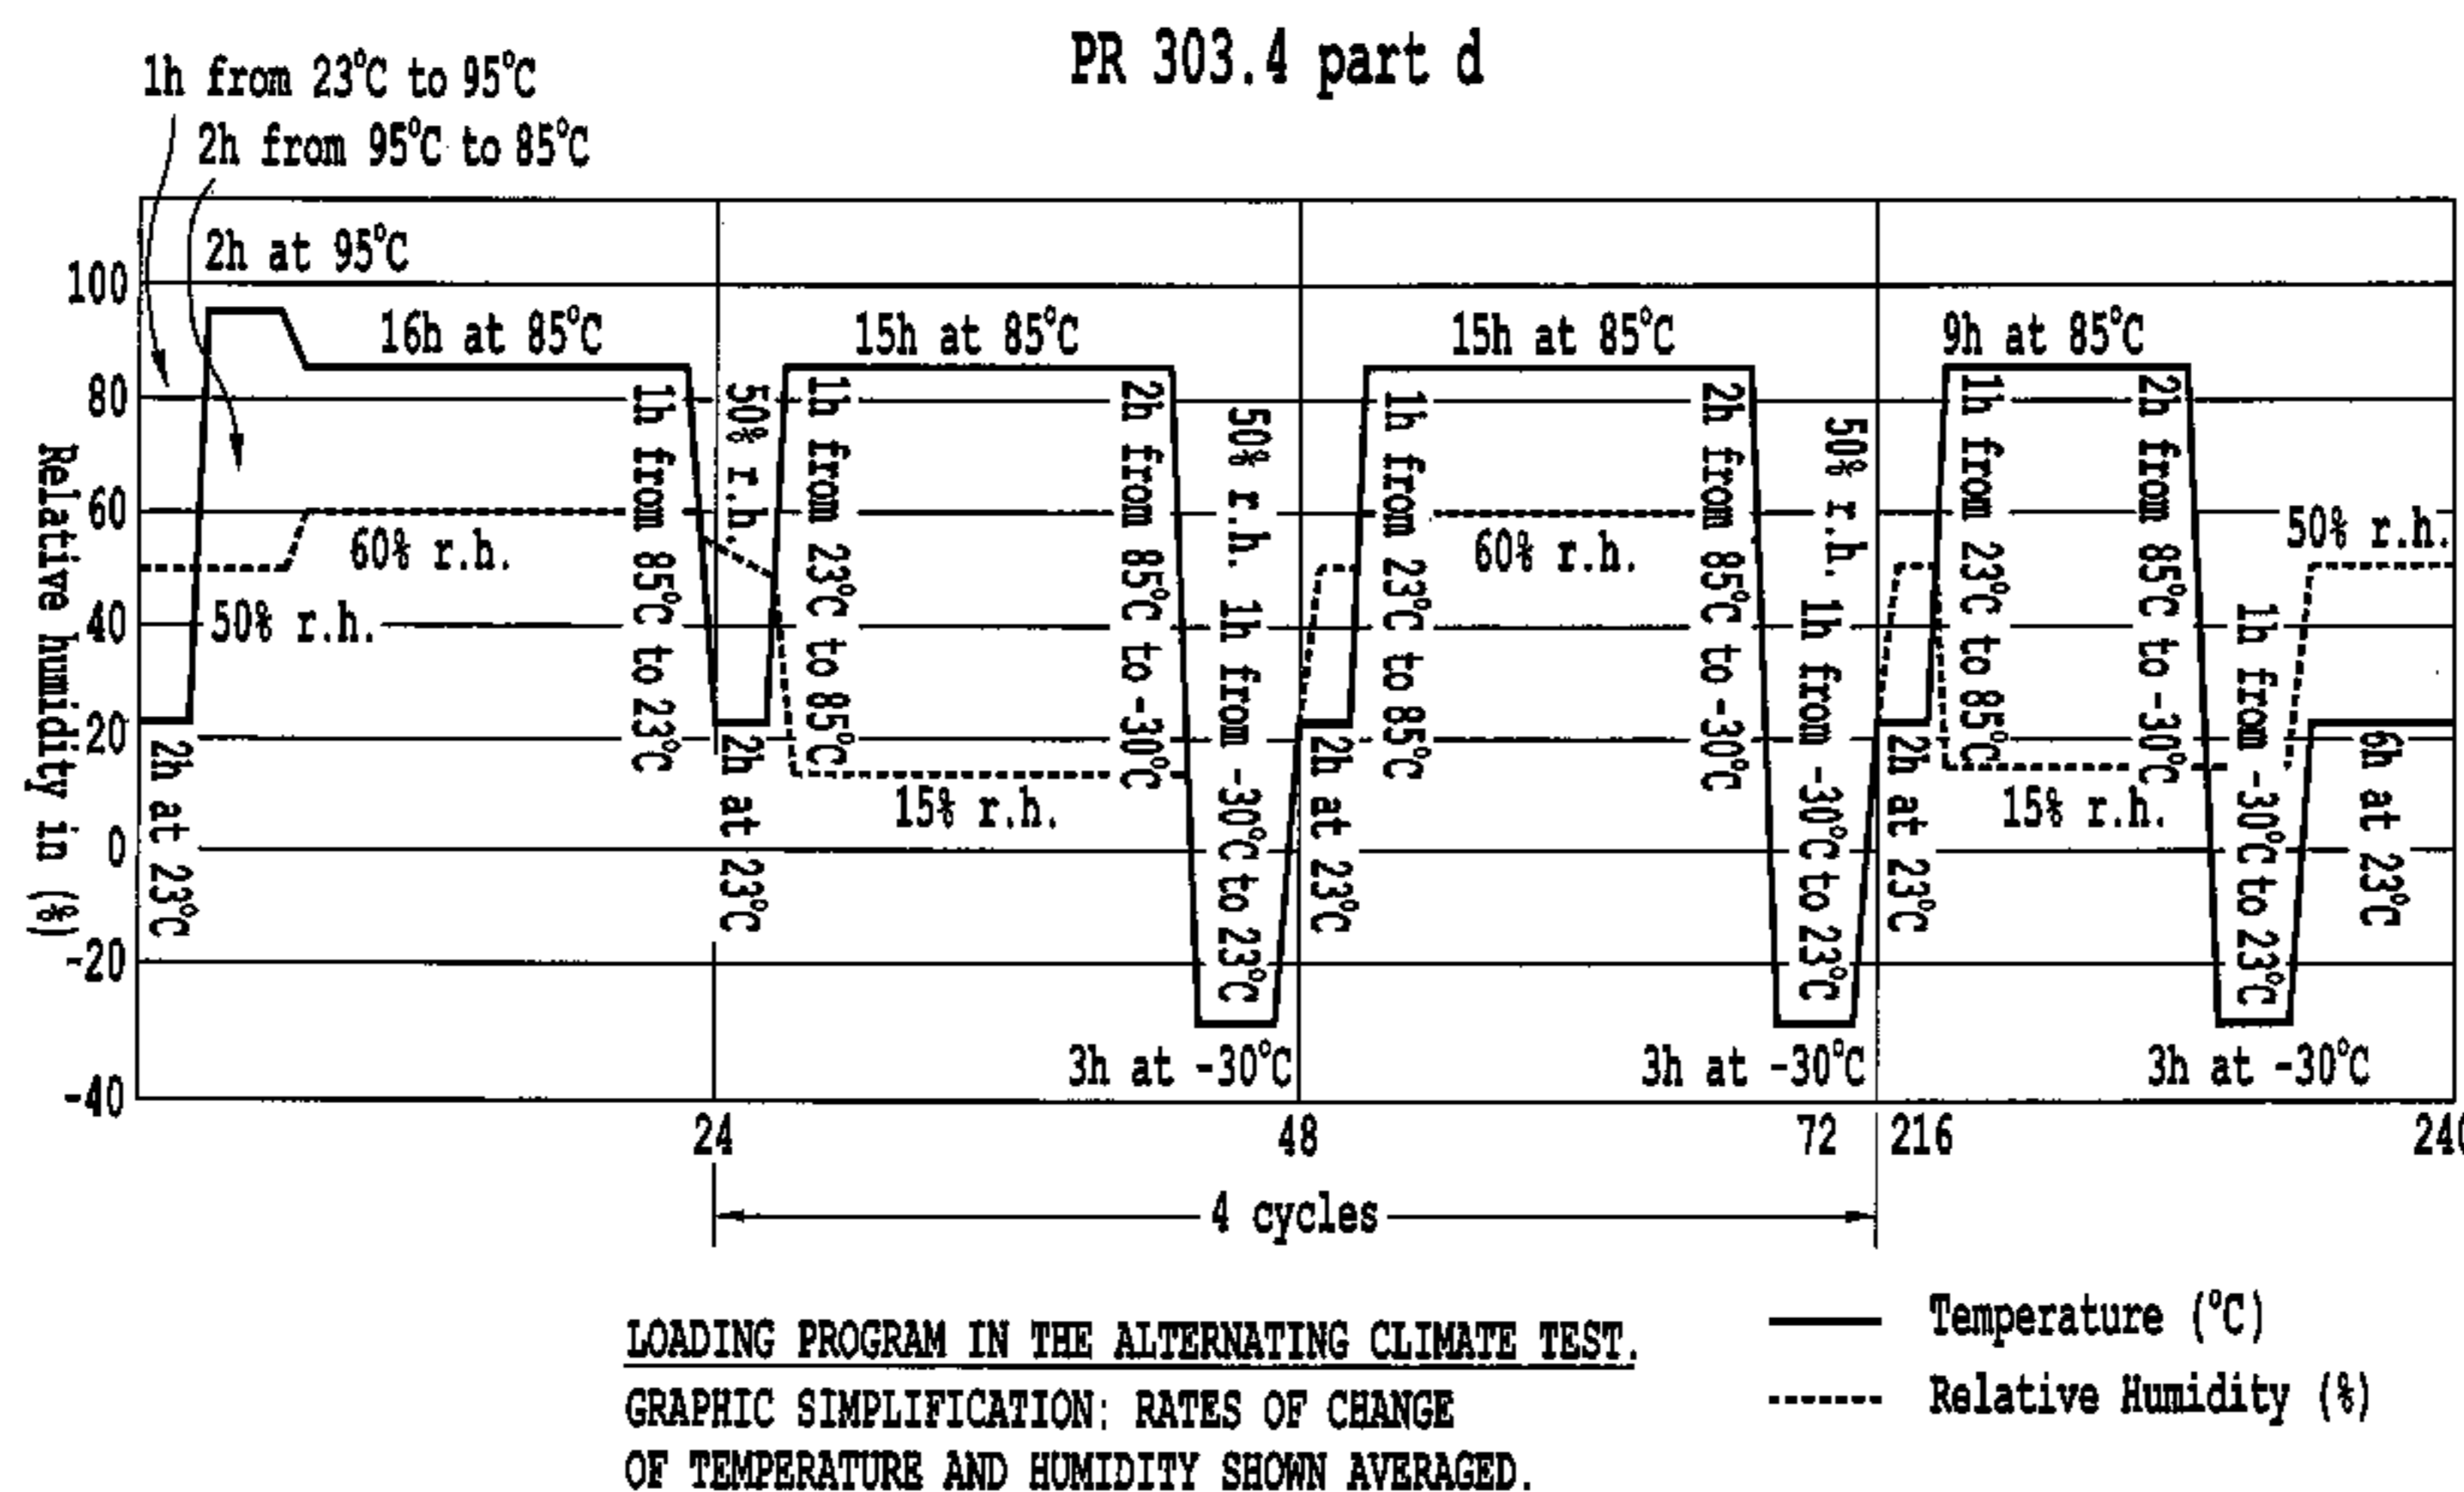 PR 303.4 part d
1h from 23°C to 95°C
2h from 95°C to 85°C
2h at 95°C
16h at 85°C
15h at 85°C
15h at 85°C
9h at 85°C
100
80
60
40
20
0
-20
-40
Relative humidity in (%)
50% r.h.
60% r.h.
2h at 23°C
1h from 85°C to 23°C
50% r.h.
2h at 23°C
1h from 23°C to 85°C
15% r.h.
2h from 85°C to -30°C
50% r.h.
1h from -30°C to 23°C
3h at -30°C
2h at 23°C
1h from 23°C to 85°C
60% r.h.
2h from 85°C to -30°C
50% r.h.
1h from -30°C to 23°C
3h at -30°C
2h at 23°C
1h from 23°C to 85°C
15% r.h.
2h from 85°C to -30°C
1h from -30°C to 23°C
3h at -30°C
50% r.h.
6h at 23°C
24
48
72
216
240
4 cycles
LOADING PROGRAM IN THE ALTERNATING CLIMATE TEST.
GRAPHIC SIMPLIFICATION: RATES OF CHANGE
OF TEMPERATURE AND HUMIDITY SHOWN AVERAGED.
Temperature (°C)
Relative Humidity (%)